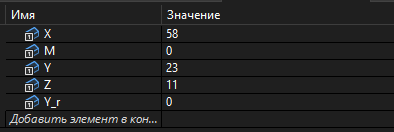 Имя Значение
X 58
M 0
Y 23
Z 11
Y_r 0
Добавить элемент в кон...